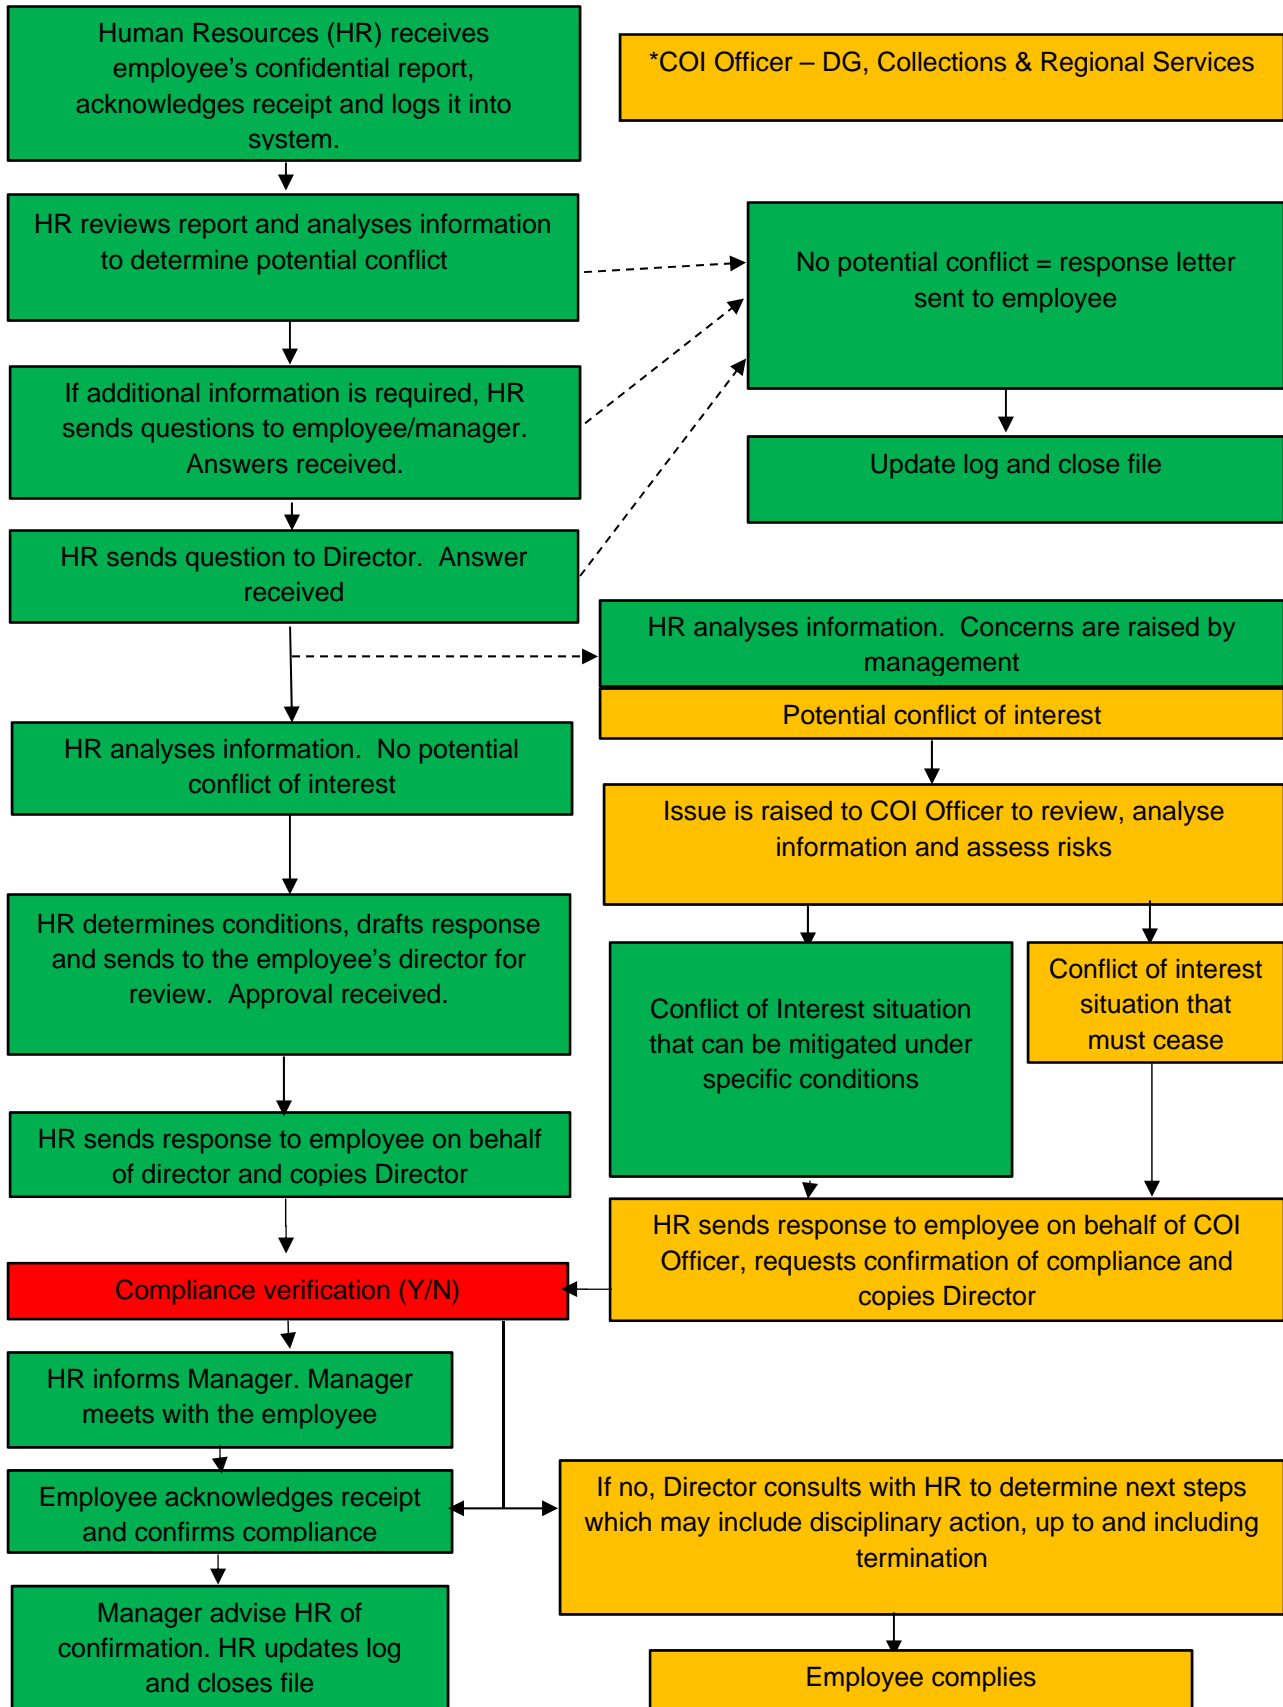 Human Resources (HR) receives
employee's confidential report,
acknowledges receipt and logs it into
system.
*COI Officer – DG, Collections & Regional Services
HR reviews report and analyses information
to determine potential conflict
No potential conflict = response letter
sent to employee
If additional information is required, HR
sends questions to employee/manager.
Answers received.
Update log and close file
HR sends question to Director. Answer
received
HR analyses information. Concerns are raised by
management
Potential conflict of interest
HR analyses information. No potential
conflict of interest
Issue is raised to COI Officer to review, analyse
information and assess risks
HR determines conditions, drafts response
and sends to the employee's director for
review. Approval received.
Conflict of Interest situation
that can be mitigated under
specific conditions
Conflict of interest
situation that
must cease
HR sends response to employee on behalf
of director and copies Director
HR sends response to employee on behalf of COI
Officer, requests confirmation of compliance and
copies Director
Compliance verification (Y/N)
HR informs Manager. Manager
meets with the employee
Employee acknowledges receipt
and confirms compliance
If no, Director consults with HR to determine next steps
which may include disciplinary action, up to and including
termination
Manager advise HR of
confirmation. HR updates log
and closes file
Employee complies